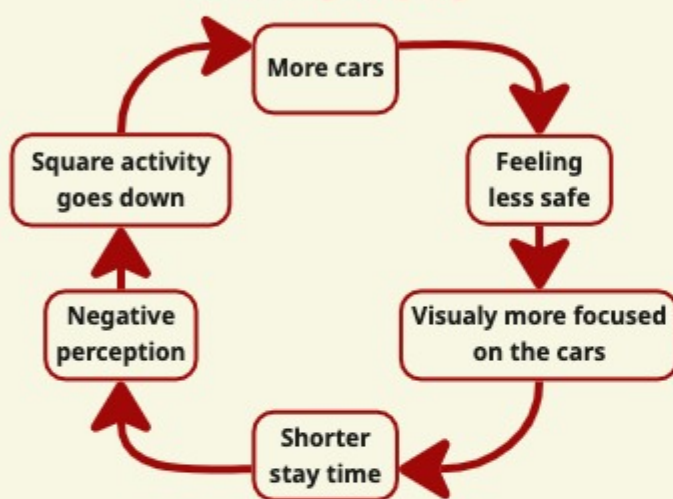 More cars
Feeling
less safe
Visualy more focused
on the cars
Shorter
stay time
Negative
perception
Square activity
goes down